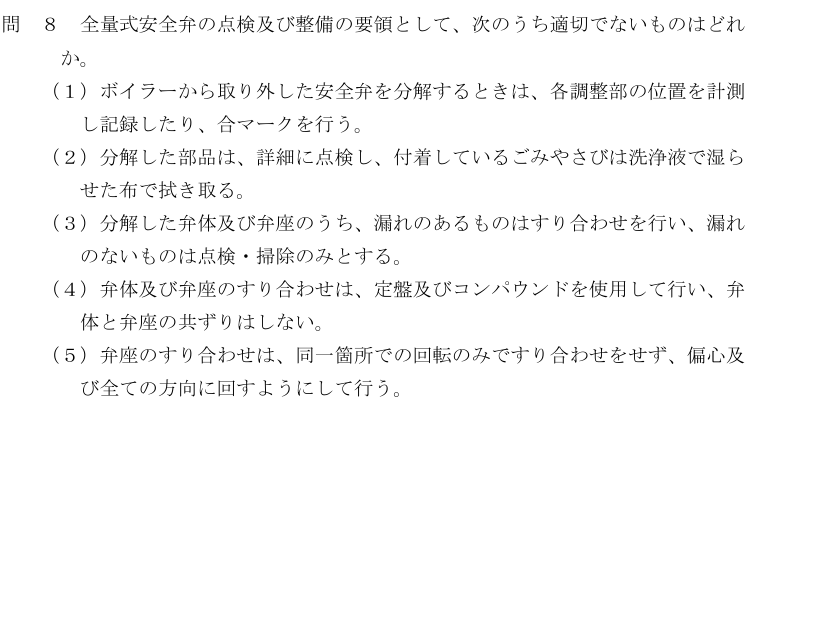 問　８　全量式安全弁の点検及び整備の要領として、次のうち適切でないものはどれ
か。
（１）ボイラーから取り外した安全弁を分解するときは、各調整部の位置を計測
し記録したり、合マークを行う。
（２）分解した部品は、詳細に点検し、付着しているごみやさびは洗浄液で湿ら
せた布で拭き取る。
（３）分解した弁体及び弁座のうち、漏れのあるものはすり合わせを行い、漏れ
のないものは点検・掃除のみとする。
（４）弁体及び弁座のすり合わせは、定盤及びコンパウンドを使用して行い、弁
体と弁座の共ずりはしない。
（５）弁座のすり合わせは、同一箇所での回転のみですり合わせをせず、偏心及
び全ての方向に回すようにして行う。